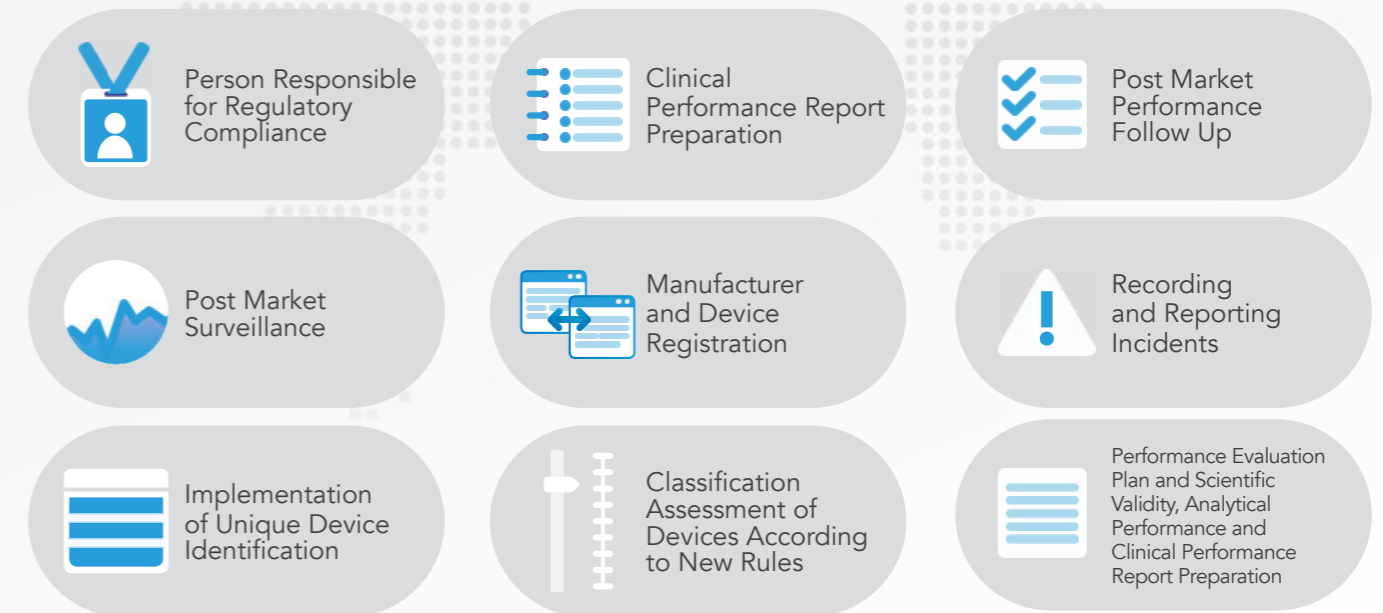 Person Responsible
for Regulatory
Compliance
Clinical
Performance Report
Preparation
Post Market
Performance
Follow Up
Post Market
Surveillance
Manufacturer
and Device
Registration
Recording
and Reporting
Incidents
Implementation
of Unique Device
Identification
Classification
Assessment of
Devices According
to New Rules
Performance Evaluation
Plan and Scientific
Validity, Analytical
Performance and
Clinical Performance
Report Preparation